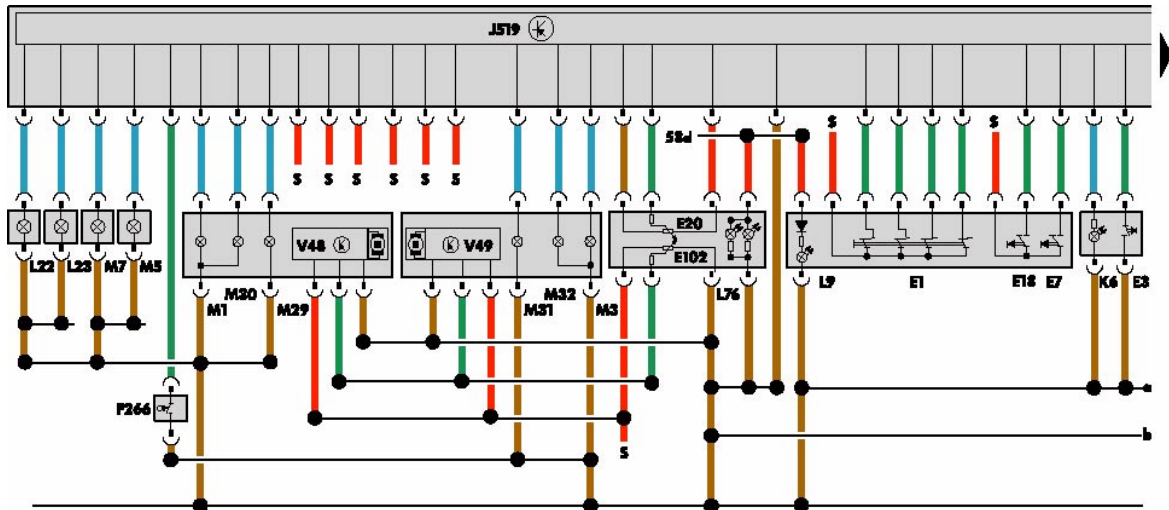 J519
58d
S S
S S S S S S
E20
V48 V49
E102
L22 L23 M7 M5
M30 M32 L76 L9 E1 E18 E7 K6 E3
M1 M29 M31 M3
a
F266
b
S